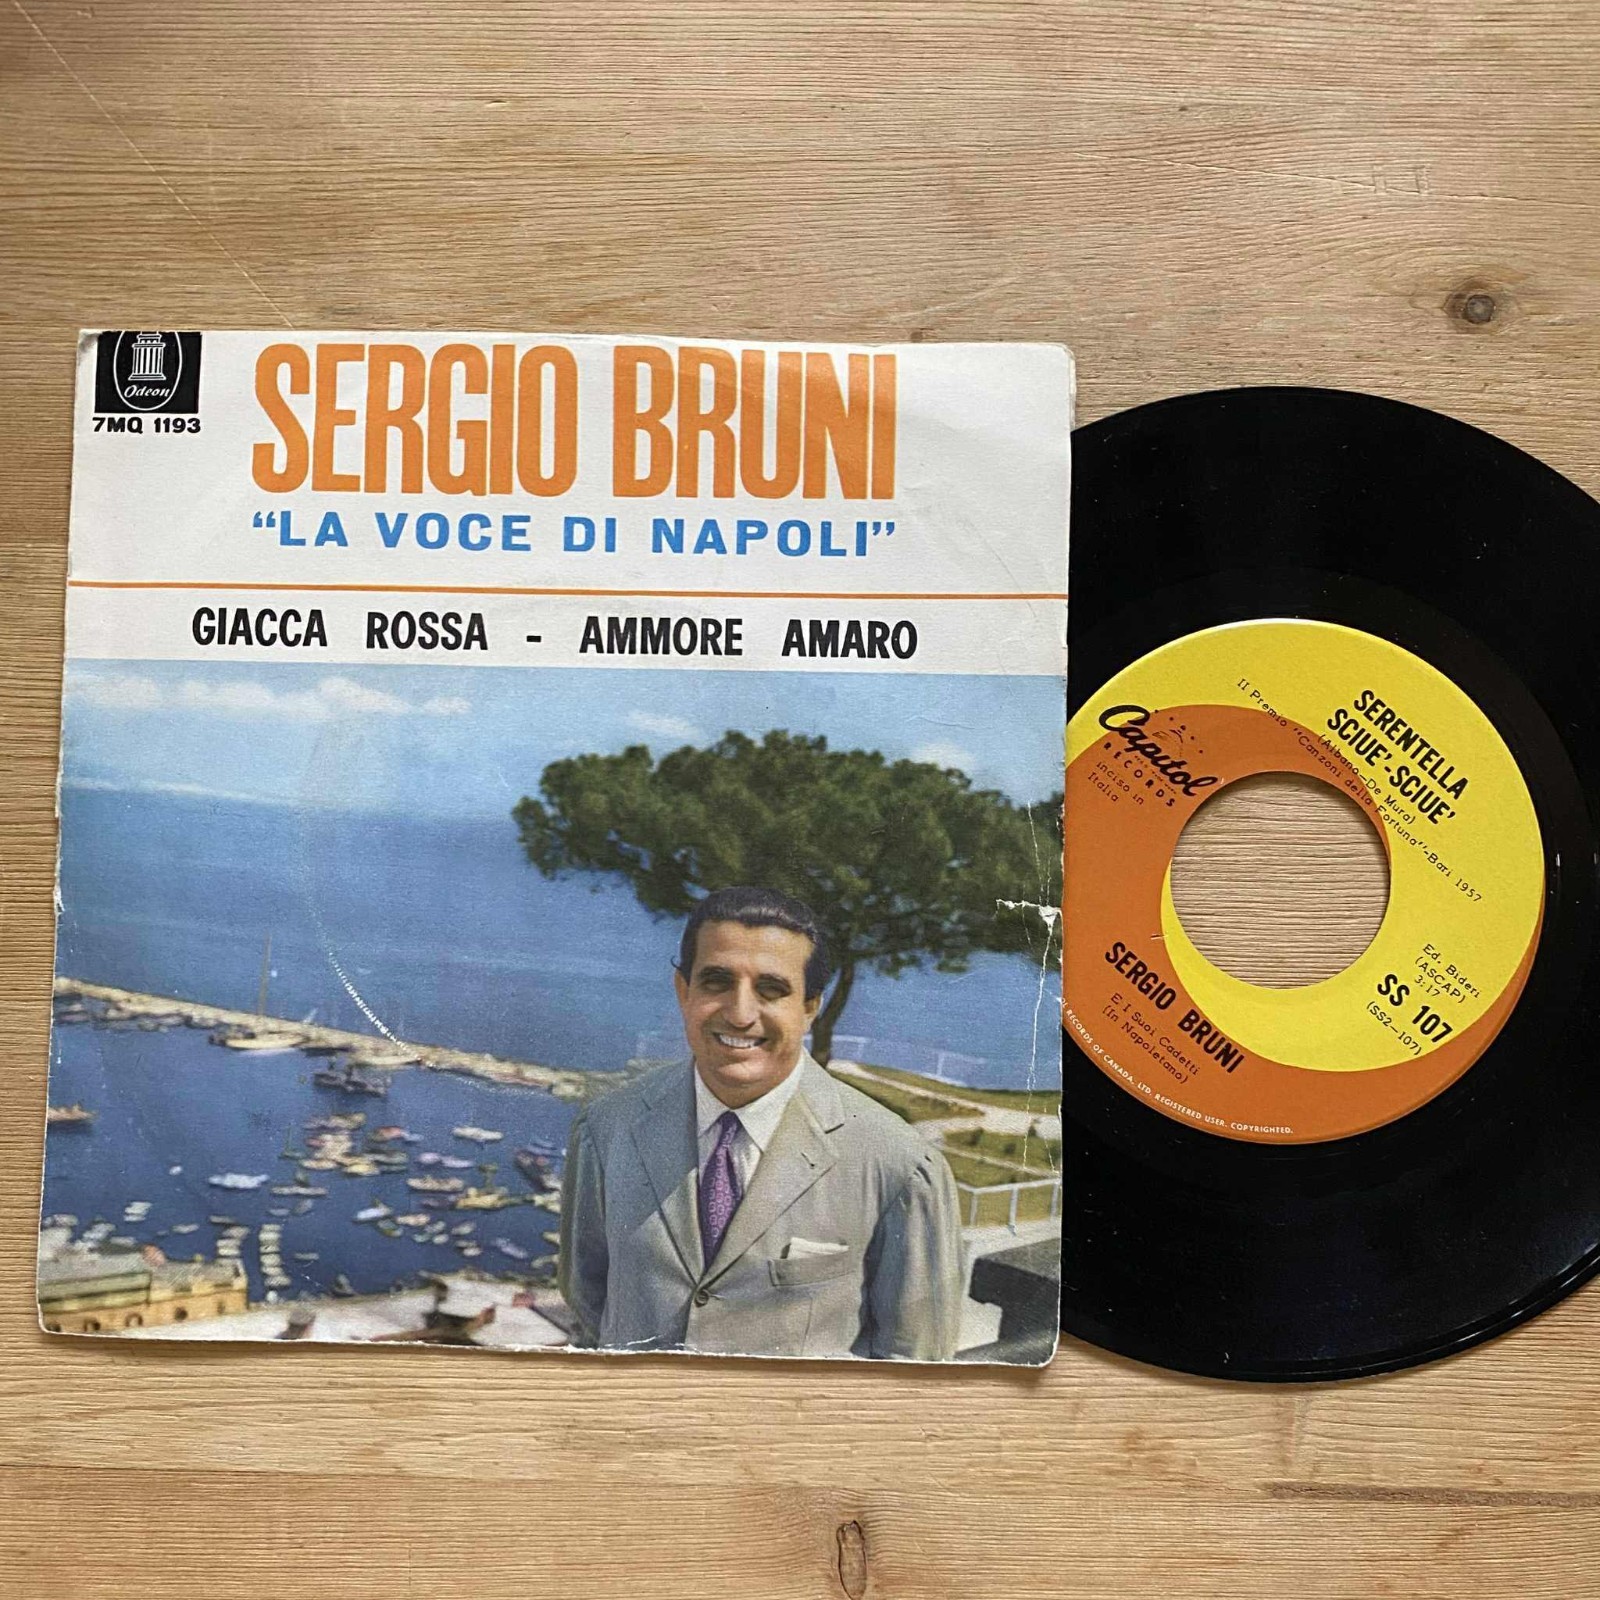 Odeon
7MQ 1193
SERGIO BRUNI
"LA VOCE DI NAPOLI"
GIACCA ROSSA - AMMORE AMARO
SERENTELLA
SCIUE'-SCIUE'
(Albano-De Mura)
II Premio "Canzoni della Fortuna"-Bari 1957
Capitol
RECORDS
inciso in
Italia
Ed. Bideri
(ASCAP)
3:17
SS 107
(SS2-107)
SERGIO BRUNI
E I Suoi Cadetti
(In Napoletano)
RECORDS OF CANADA, LTD. REGISTERED USER. COPYRIGHTED.